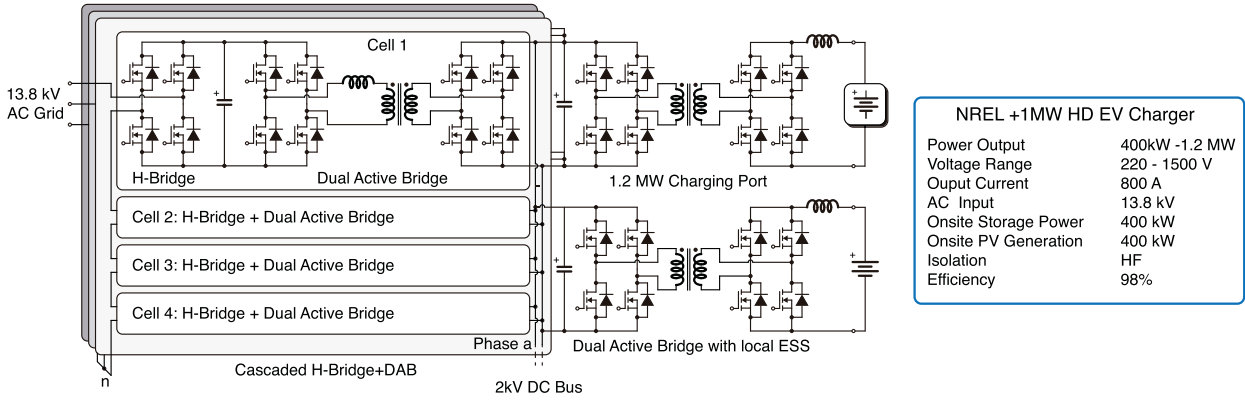 13.8 kV
AC Grid
Cell 1
+
+
+
H-Bridge
Dual Active Bridge
1.2 MW Charging Port
Cell 2: H-Bridge + Dual Active Bridge
Cell 3: H-Bridge + Dual Active Bridge
Cell 4: H-Bridge + Dual Active Bridge
+
+
Phase a
Dual Active Bridge with local ESS
n
Cascaded H-Bridge+DAB
2kV DC Bus
NREL +1MW HD EV Charger
Power Output 400kW -1.2 MW
Voltage Range 220 - 1500 V
Ouput Current 800 A
AC Input 13.8 kV
Onsite Storage Power 400 kW
Onsite PV Generation 400 kW
Isolation HF
Efficiency 98%